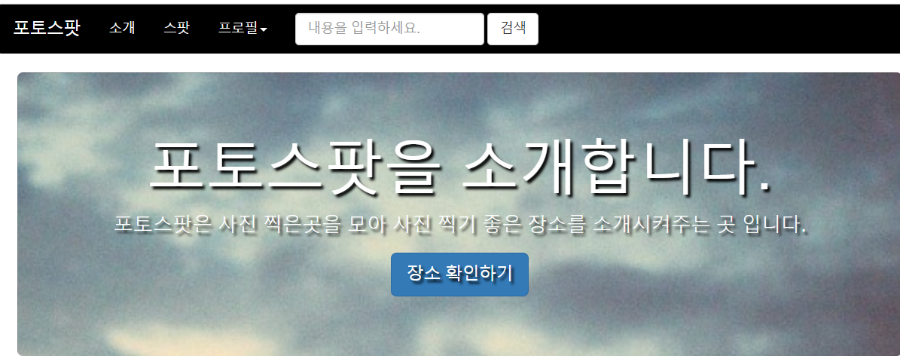 포토스팟 소개 스팟 프로필 내용을 입력하세요. 검색
포토스팟을 소개합니다.
포토스팟은 사진 찍은곳을 모아 사진 찍기 좋은 장소를 소개시켜주는 곳 입니다.
장소 확인하기